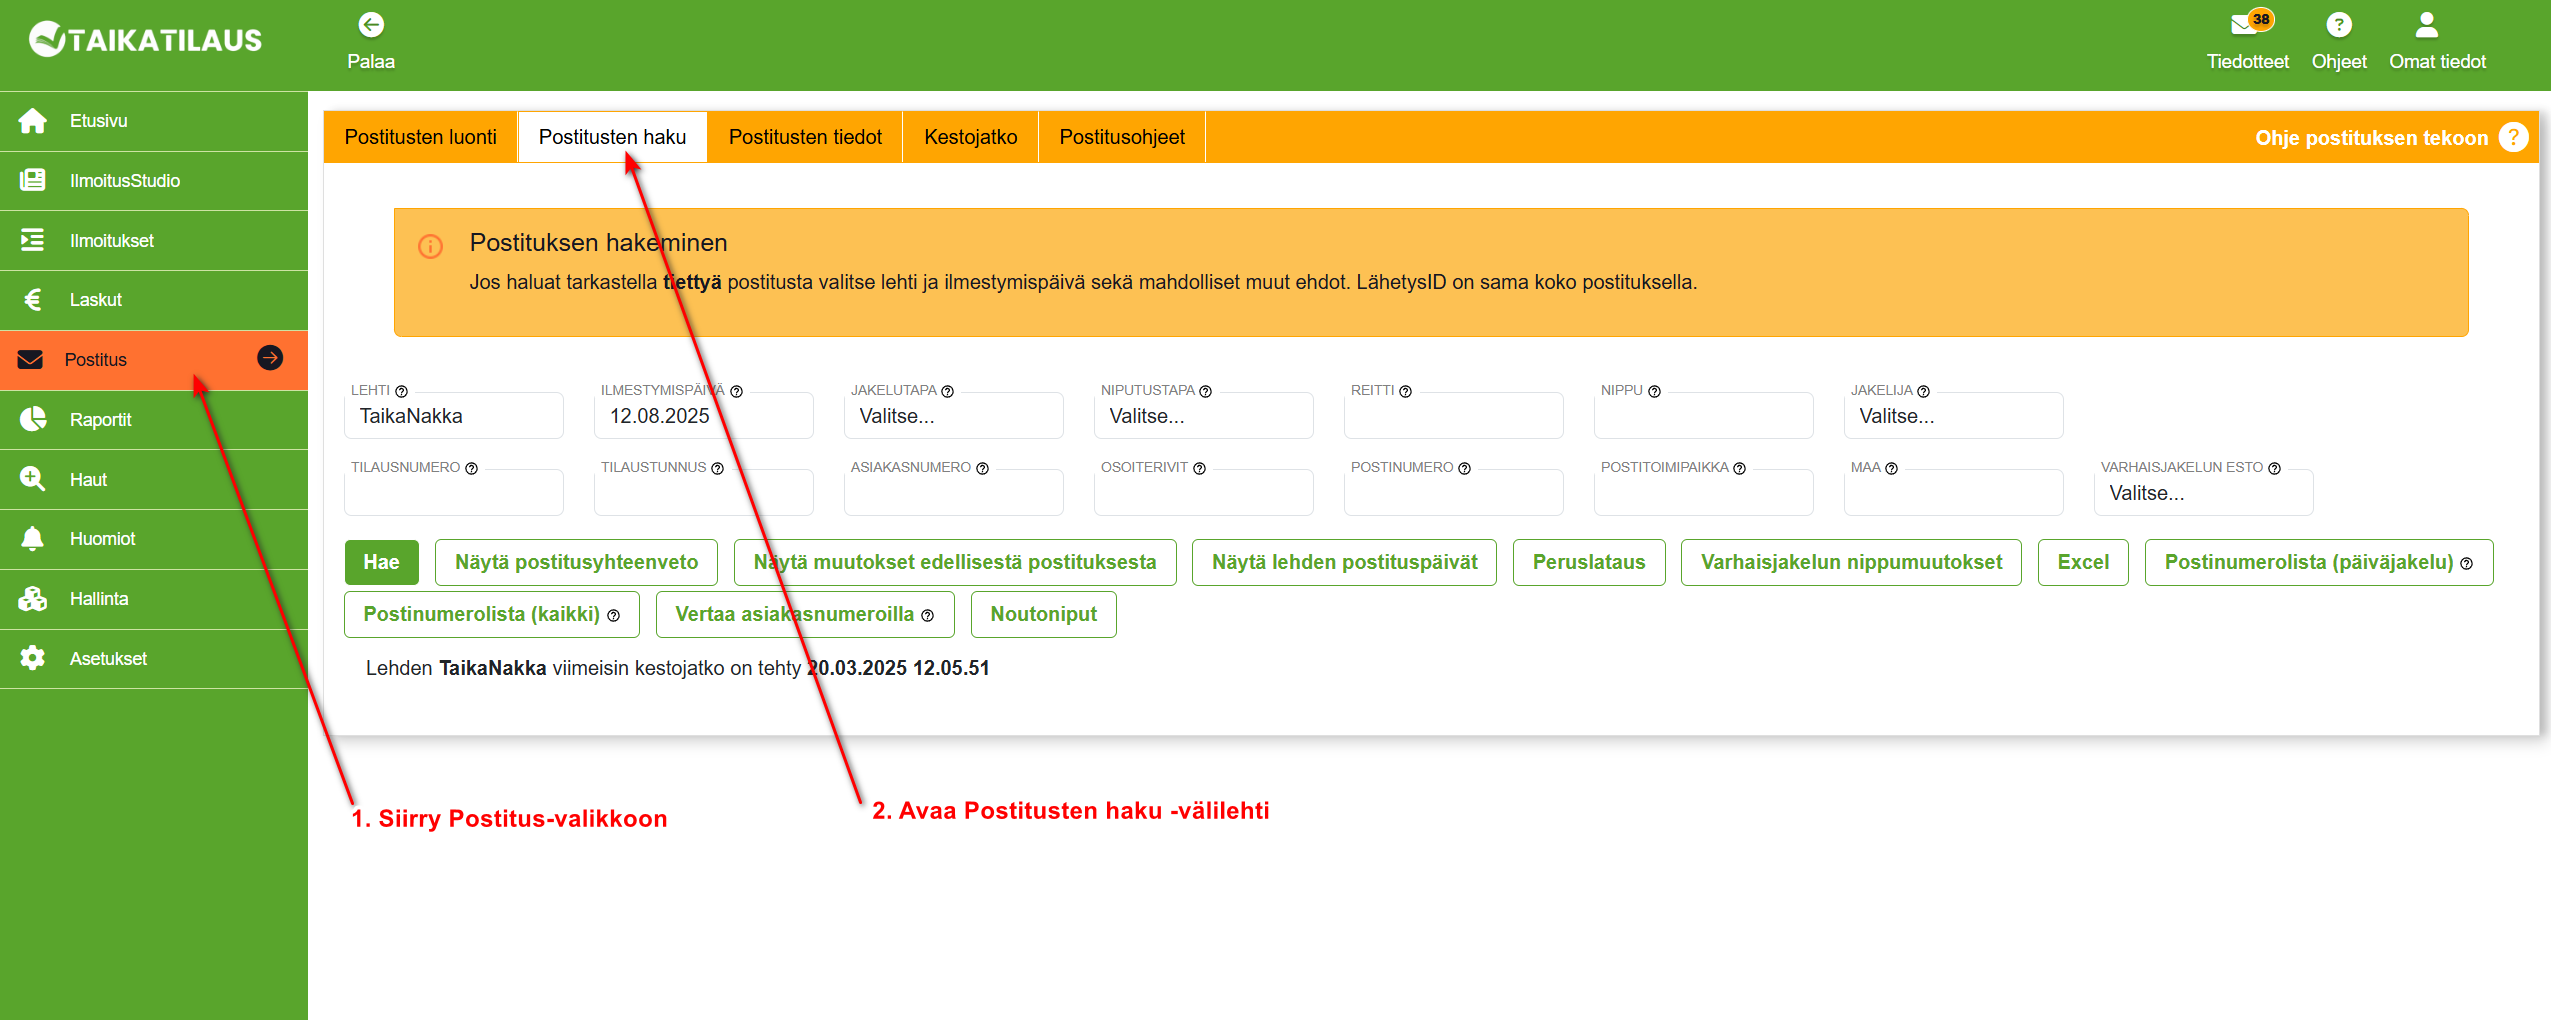 TAIKATILAUS
Palaa
38
Tiedotteet
Ohjeet
Omat tiedot
Etusivu
IlmoitusStudio
Ilmoitukset
Laskut
Postitus
Raportit
Haut
Huomiot
Hallinta
Asetukset
Postitusten luonti
Postitusten haku
Postitusten tiedot
Kestojatko
Postitusohjeet
Ohje postituksen tekoon ?
Postituksen hakeminen
Jos haluat tarkastella tiettyä postitusta valitse lehti ja ilmestymispäivä sekä mahdolliset muut ehdot. LähetysID on sama koko postituksella.
LEHTI
TaikaNakka
ILMESTYMISPÄIVÄ
12.08.2025
JAKELUTAPA
Valitse...
NIPUTUSTAPA
Valitse...
REITTI
NIPPU
JAKELIJA
Valitse...
TILAUSNUMERO
TILAUSTUNNUS
ASIAKASNUMERO
OSOITERIVIT
POSTINUMERO
POSTITOIMIPAIKKA
MAA
VARHAISJAKELUN ESTO
Valitse...
Hae
Näytä postitusyhteenveto
Näytä muutokset edellisestä postituksesta
Näytä lehden postituspäivät
Peruslataus
Varhaisjakelun nippumuutokset
Excel
Postinumerolista (päiväjakelu)
Postinumerolista (kaikki)
Vertaa asiakasnumeroilla
Noutoniput
Lehden TaikaNakka viimeisin kestojatko on tehty 20.03.2025 12.05.51
1. Siirry Postitus-valikkoon
2. Avaa Postitusten haku -välilehti